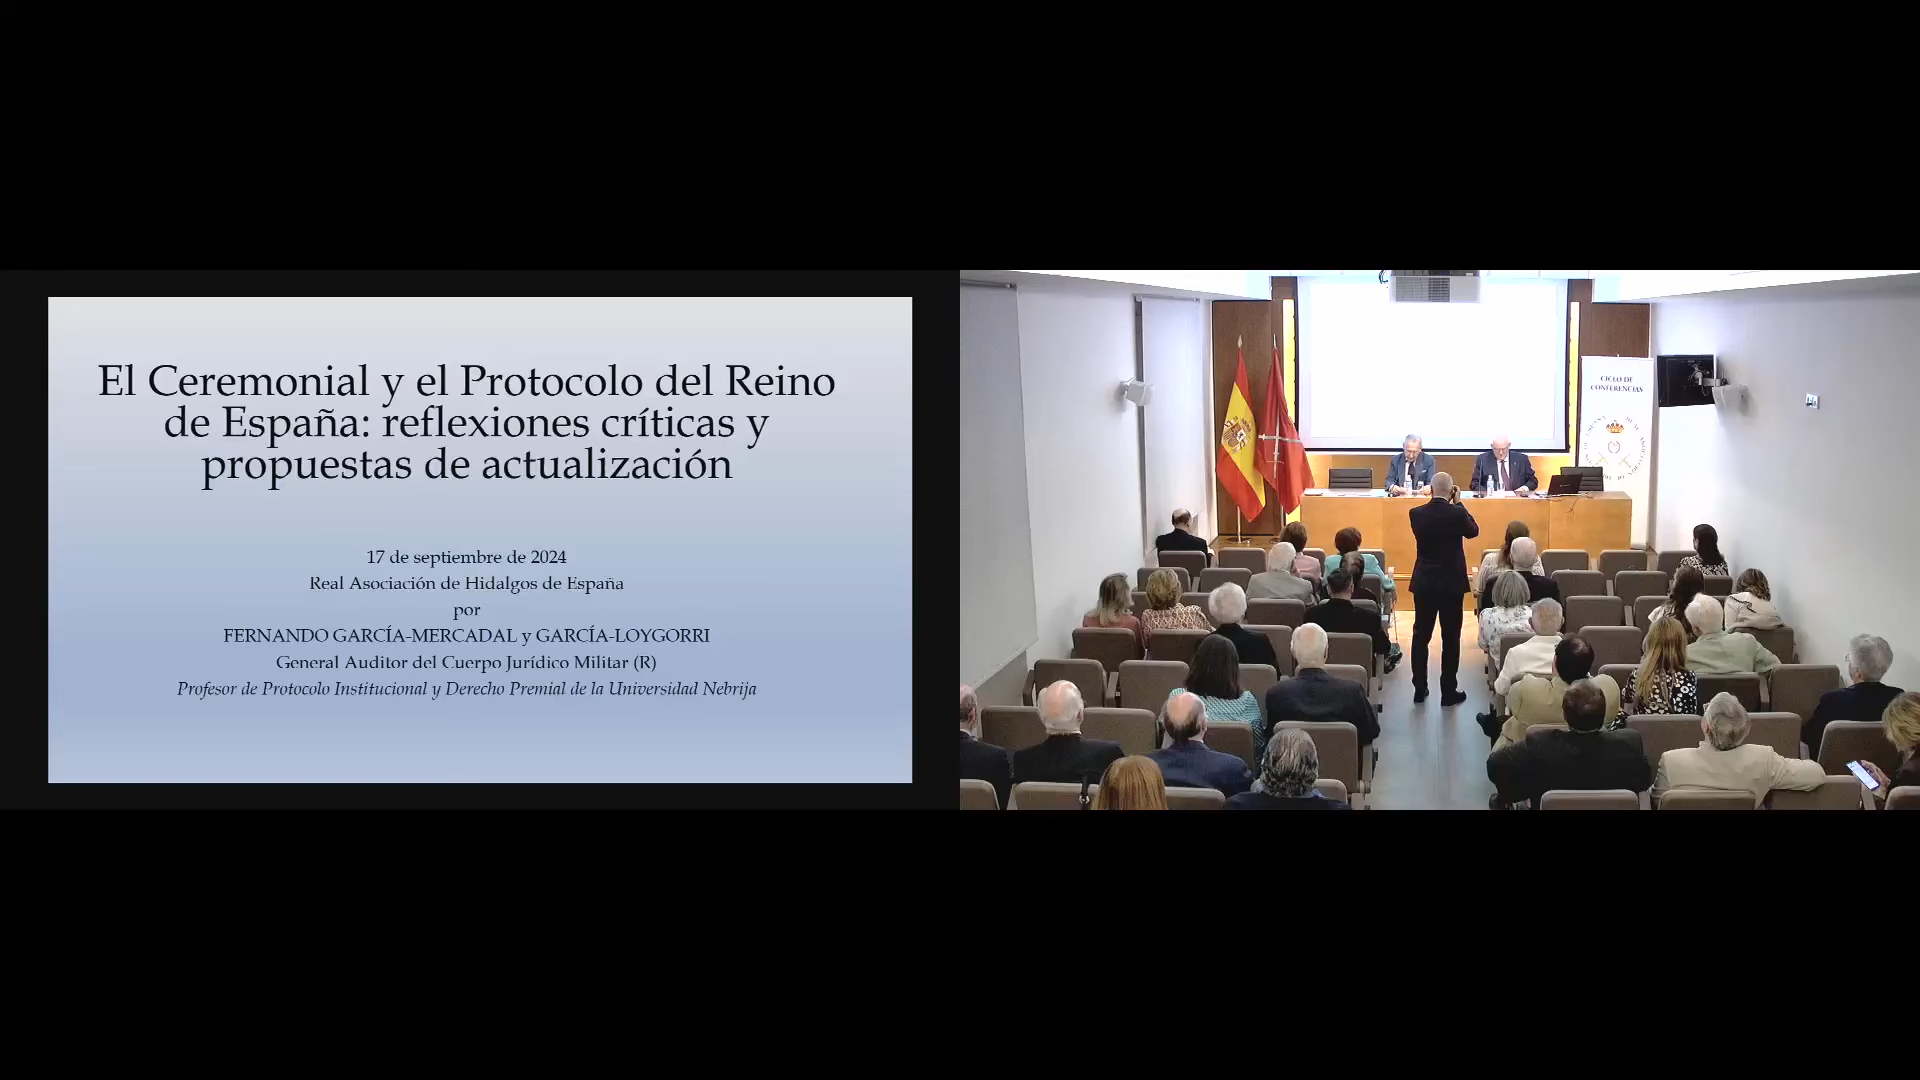 El Ceremonial y el Protocolo del Reino
de España: reflexiones críticas y
propuestas de actualización
17 de septiembre de 2024
Real Asociación de Hidalgos de España
por
FERNANDO GARCÍA-MERCADAL y GARCÍA-LOYGORRI
General Auditor del Cuerpo Jurídico Militar (R)
Profesor de Protocolo Institucional y Derecho Premial de la Universidad Nebrija
CICLO DE
CONFERENCIAS